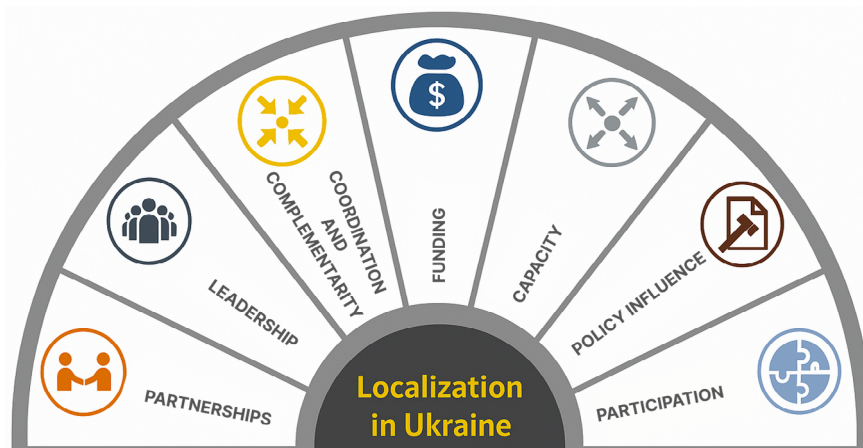 PARTNERSHIPS
LEADERSHIP
COORDINATION
AND
COMPLEMENTARITY
$
FUNDING
CAPACITY
POLICY INFLUENCE
PARTICIPATION
Localization
in Ukraine